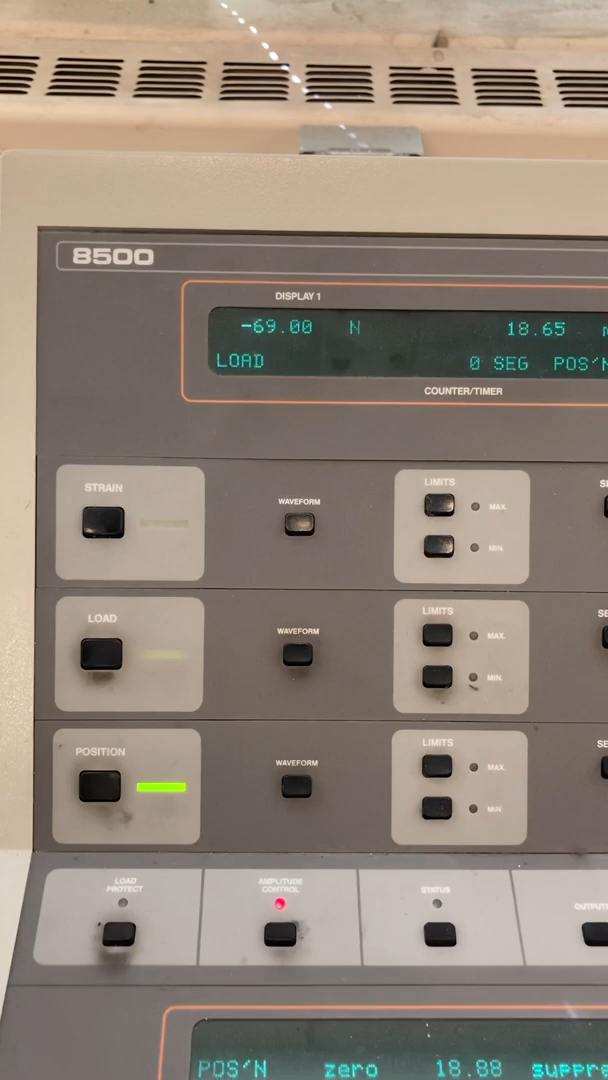 8500
DISPLAY 1
-69.00 N 18.65
LOAD 0 SEG POS'N
COUNTER/TIMER
STRAIN
WAVEFORM
LIMITS
MAX.
MIN.
LOAD
WAVEFORM
LIMITS
MAX.
MIN.
POSITION
WAVEFORM
LIMITS
MAX.
MIN.
LOAD
PROTECT
AMPLITUDE
CONTROL
STATUS
OUTPUT
POS'N zero 18.88 suppre